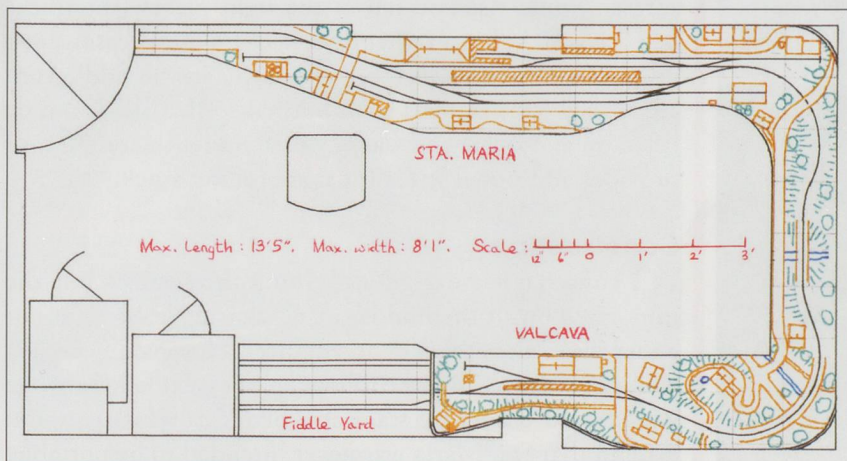 STA. MARIA
Max. Length : 13'5". Max. width : 8'1". Scale :
12" 6" 0 1' 2' 3'
VALCAVA
Fiddle Yard